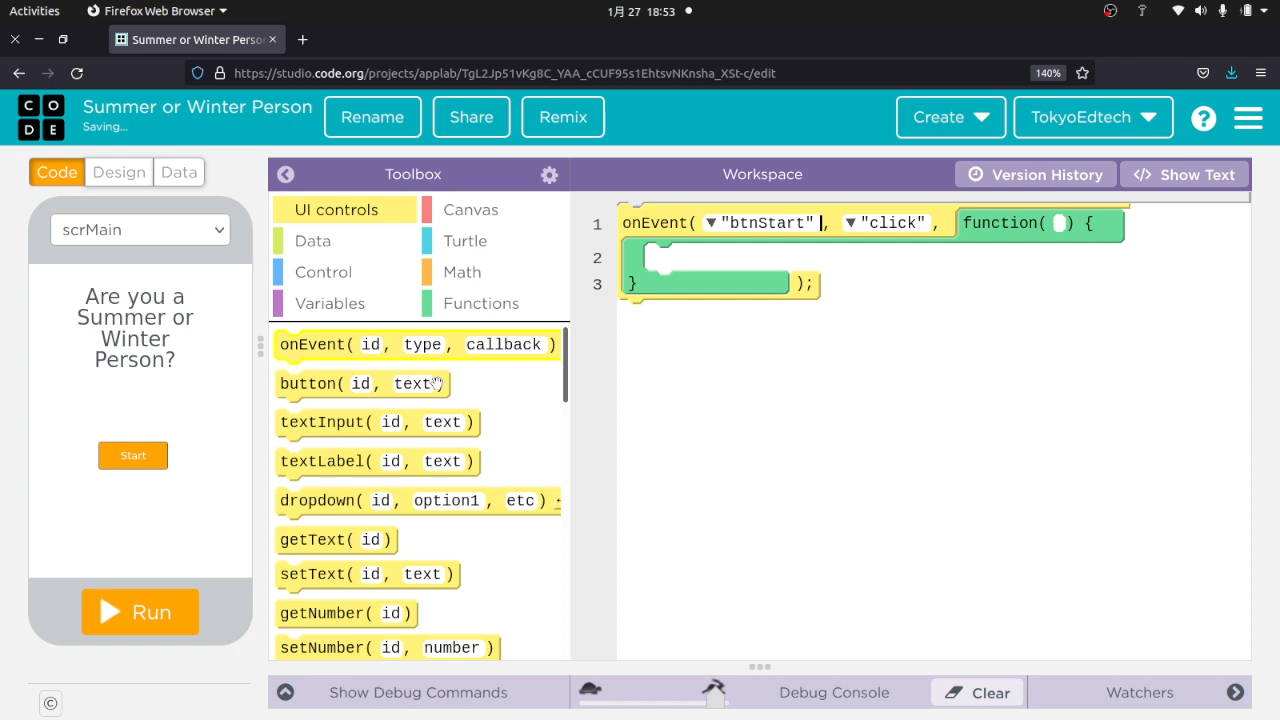 Activities
Firefox Web Browser
1月 27 18:53
Summer or Winter Perso
https://studio.code.org/projects/applab/TgL2Jp51vKg8C_YAA_cCUF95s1EhtsvNKnsha_XSt-c/edit
140%
CODE
Summer or Winter Person
Saving...
Rename
Share
Remix
Create
TokyoEdtech
?
Code
Design
Data
Toolbox
Workspace
Version History
Show Text
scrMain
Are you a
Summer or
Winter
Person?
Start
Run
©
UI controls
Canvas
Data
Turtle
Control
Math
Variables
Functions
onEvent( id, type, callback )
button( id, text )
textInput( id, text )
textLabel( id, text )
dropdown( id, option1, etc )
getText( id )
setText( id, text )
getNumber( id )
setNumber( id, number )
1 onEvent( "btnStart", "click", function( ) {
2
3 } );
Show Debug Commands
Debug Console
Clear
Watchers